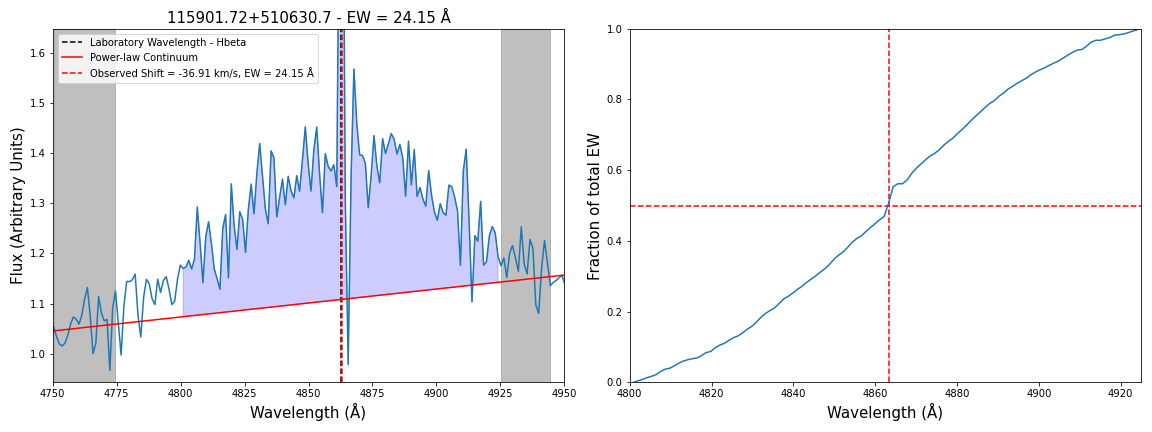 115901.72+510630.7 - EW = 24.15 Å
Laboratory Wavelength - Hbeta
Power-law Continuum
Observed Shift = -36.91 km/s, EW = 24.15 Å
Flux (Arbitrary Units)
1.6
1.5
1.4
1.3
1.2
1.1
1.0
4750 4775 4800 4825 4850 4875 4900 4925 4950
Wavelength (Å)
Fraction of total EW
1.0
0.8
0.6
0.4
0.2
0.0
4800 4820 4840 4860 4880 4900 4920
Wavelength (Å)